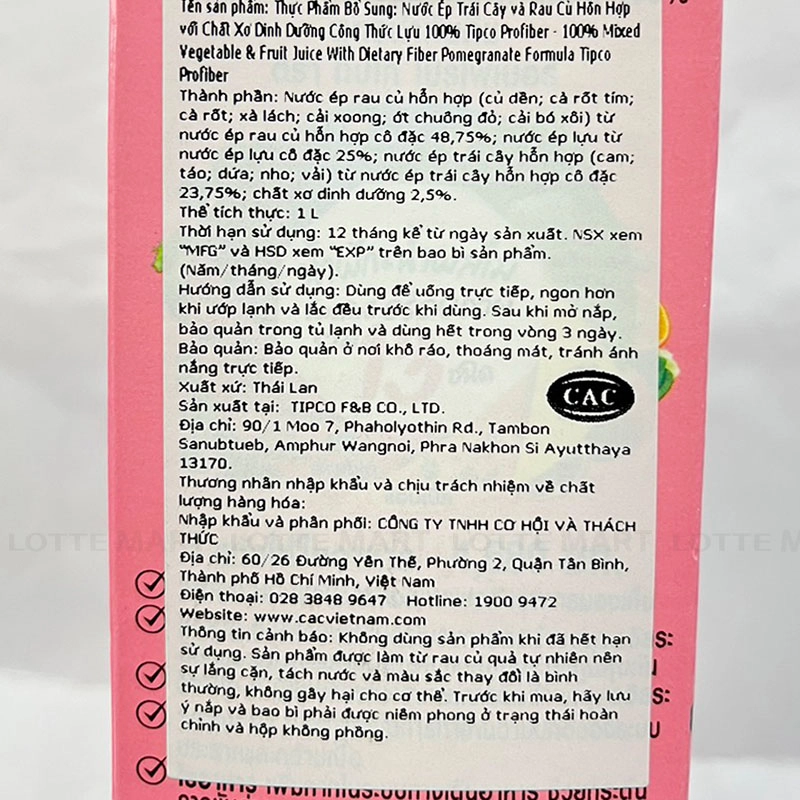 Tên sản phẩm: Thực Phẩm Bổ Sung: Nước Ép Trái Cây và Rau Củ Hỗn Hợp
với Chất Xơ Dinh Dưỡng Công Thức Lựu 100% Tipco Profiber - 100% Mixed
Vegetable & Fruit Juice With Dietary Fiber Pomegranate Formula Tipco
Profiber
Thành phần: Nước ép rau củ hỗn hợp (củ dền; cà rốt tím;
cà rốt; xà lách; cải xoong; ớt chuông đỏ; cải bó xôi) từ
nước ép rau củ hỗn hợp cô đặc 48,75%; nước ép lựu từ
nước ép lựu cô đặc 25%; nước ép trái cây hỗn hợp (cam;
táo; dứa; nho; vải) từ nước ép trái cây hỗn hợp cô đặc
23,75%; chất xơ dinh dưỡng 2,5%.
Thể tích thực: 1 L
Thời hạn sử dụng: 12 tháng kể từ ngày sản xuất. NSX xem
"MFG" và HSD xem "EXP" trên bao bì sản phẩm.
(Năm/tháng/ngày).
Hướng dẫn sử dụng: Dùng để uống trực tiếp, ngon hơn
khi ướp lạnh và lắc đều trước khi dùng. Sau khi mở nắp,
bảo quản trong tủ lạnh và dùng hết trong vòng 3 ngày.
Bảo quản: Bảo quản ở nơi khô ráo, thoáng mát, tránh ánh
nắng trực tiếp.
Xuất xứ: Thái Lan
Sản xuất tại: TIPCO F&B CO., LTD.
CAC
Địa chỉ: 90/1 Moo 7, Phaholyothin Rd., Tambon
Sanubtueb, Amphur Wangnoi, Phra Nakhon Si Ayutthaya
13170.
Thương nhân nhập khẩu và chịu trách nhiệm về chất
lượng hàng hóa:
Nhập khẩu và phân phối: CÔNG TY TNHH CƠ HỘI VÀ THÁCH
THỨC
LOTTE MART LOTTE MART LOTTE MART LOTTE M
Địa chỉ: 60/26 Đường Yên Thế, Phường 2, Quận Tân Bình,
Thành phố Hồ Chí Minh, Việt Nam
Điện thoại: 028 3848 9647 Hotline: 1900 9472
Website: www.cacvietnam.com
Thông tin cảnh báo: Không dùng sản phẩm khi đã hết hạn
sử dụng. Sản phẩm được làm từ rau củ quả tự nhiên nên
sự lắng cặn, tách nước và màu sắc thay đổi là bình
thường, không gây hại cho cơ thể. Trước khi mua, hãy lưu
ý nắp và bao bì phải được niêm phong ở trạng thái hoàn
chỉnh và hộp không phồng.